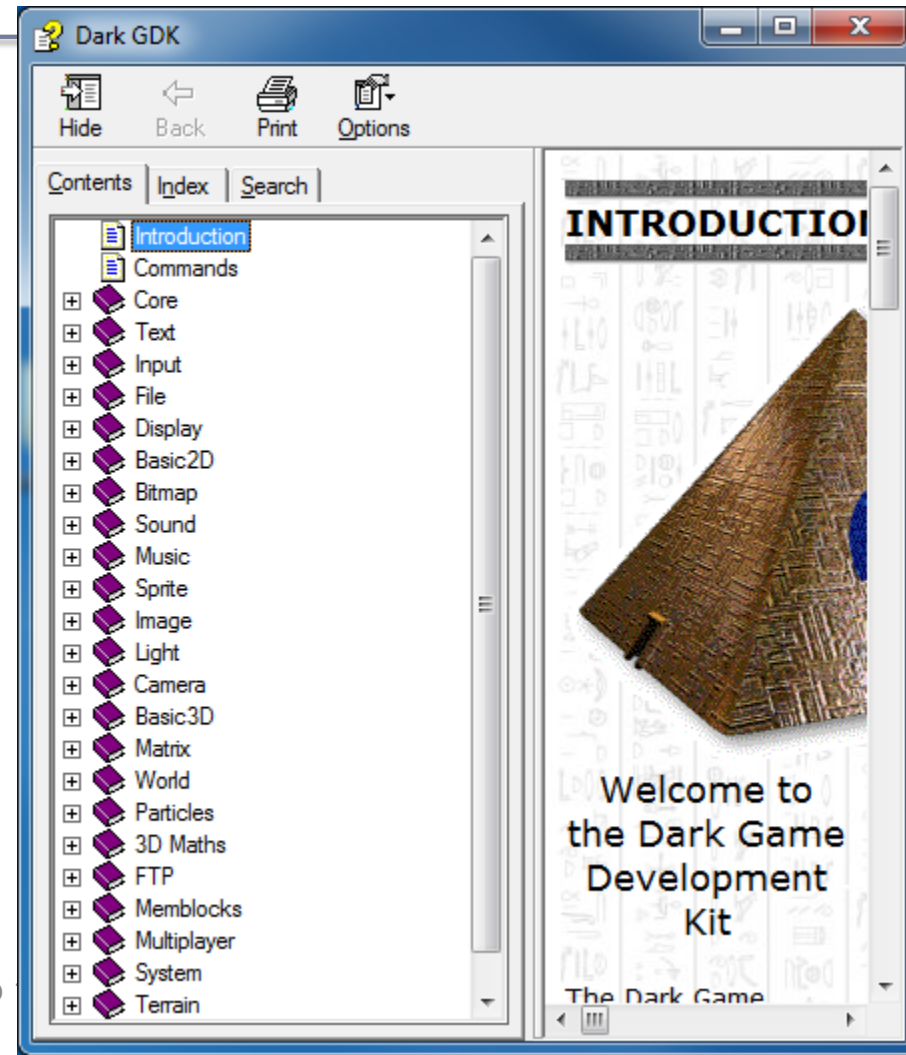 Dark GDK
Hide Back Print Options
Contents Index Search
Introduction
Commands
Core
Text
Input
File
Display
Basic2D
Bitmap
Sound
Music
Sprite
Image
Light
Camera
Basic3D
Matrix
World
Particles
3D Maths
FTP
Memblocks
Multiplayer
System
Terrain
INTRODUCTION
Welcome to
the Dark Game
Development
Kit
The Dark Game